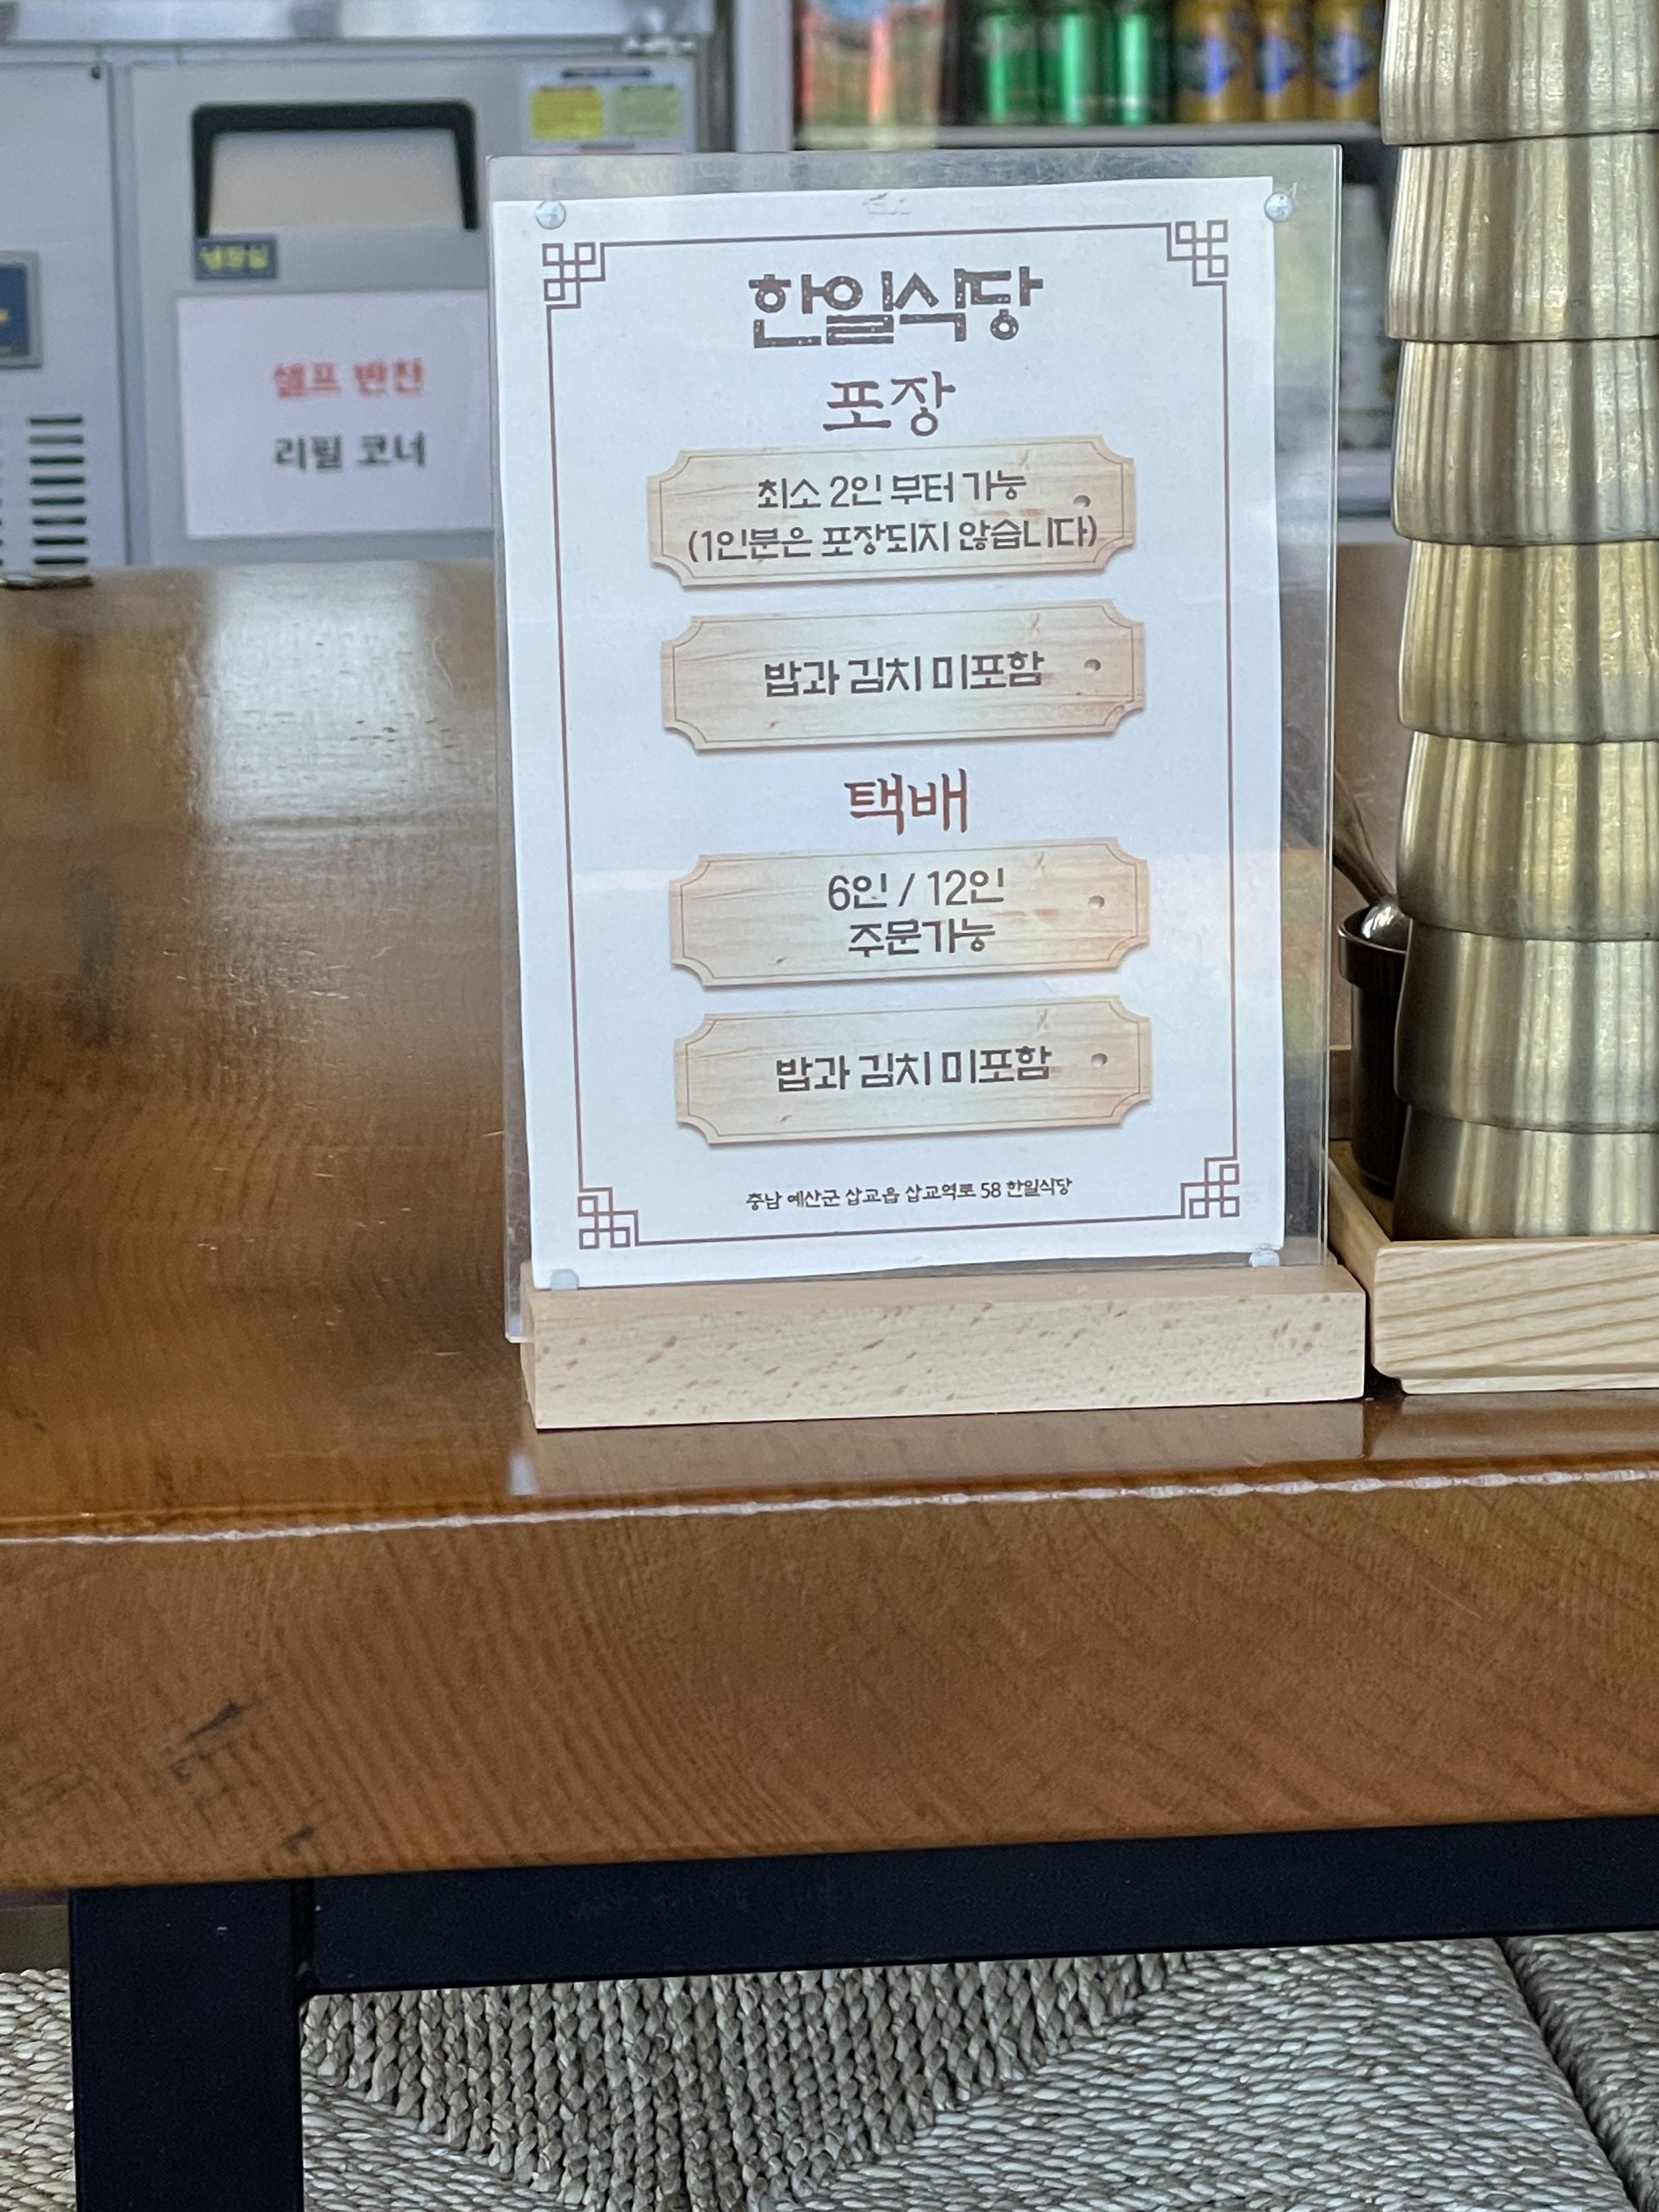 냉장실
셀프 반찬
리필 코너
한일식당
포장
최소 2인 부터 가능
(1인분은 포장되지 않습니다)
밥과 김치 미포함
택배
6인 / 12인
주문가능
밥과 김치 미포함
충남 예산군 삽교읍 삽교역로 58 한일식당